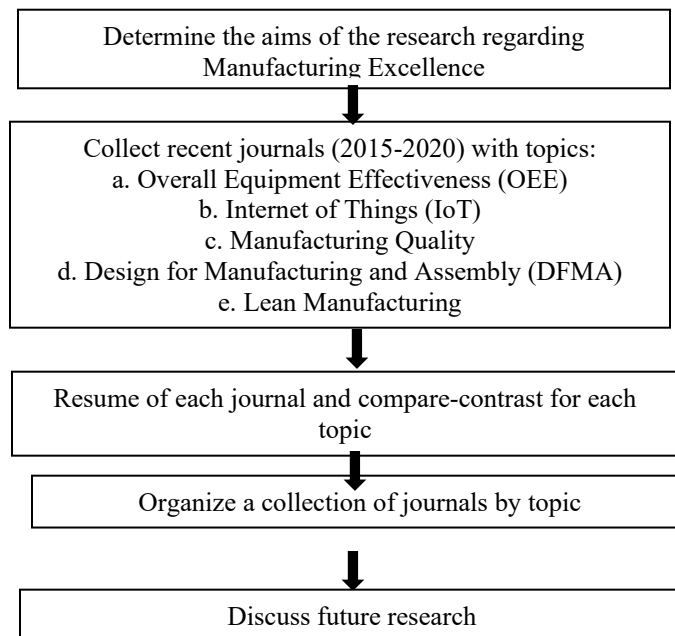 Determine the aims of the research regarding
Manufacturing Excellence
Collect recent journals (2015-2020) with topics:
a. Overall Equipment Effectiveness (OEE)
b. Internet of Things (IoT)
c. Manufacturing Quality
d. Design for Manufacturing and Assembly (DFMA)
e. Lean Manufacturing
Resume of each journal and compare-contrast for each
topic
Organize a collection of journals by topic
Discuss future research